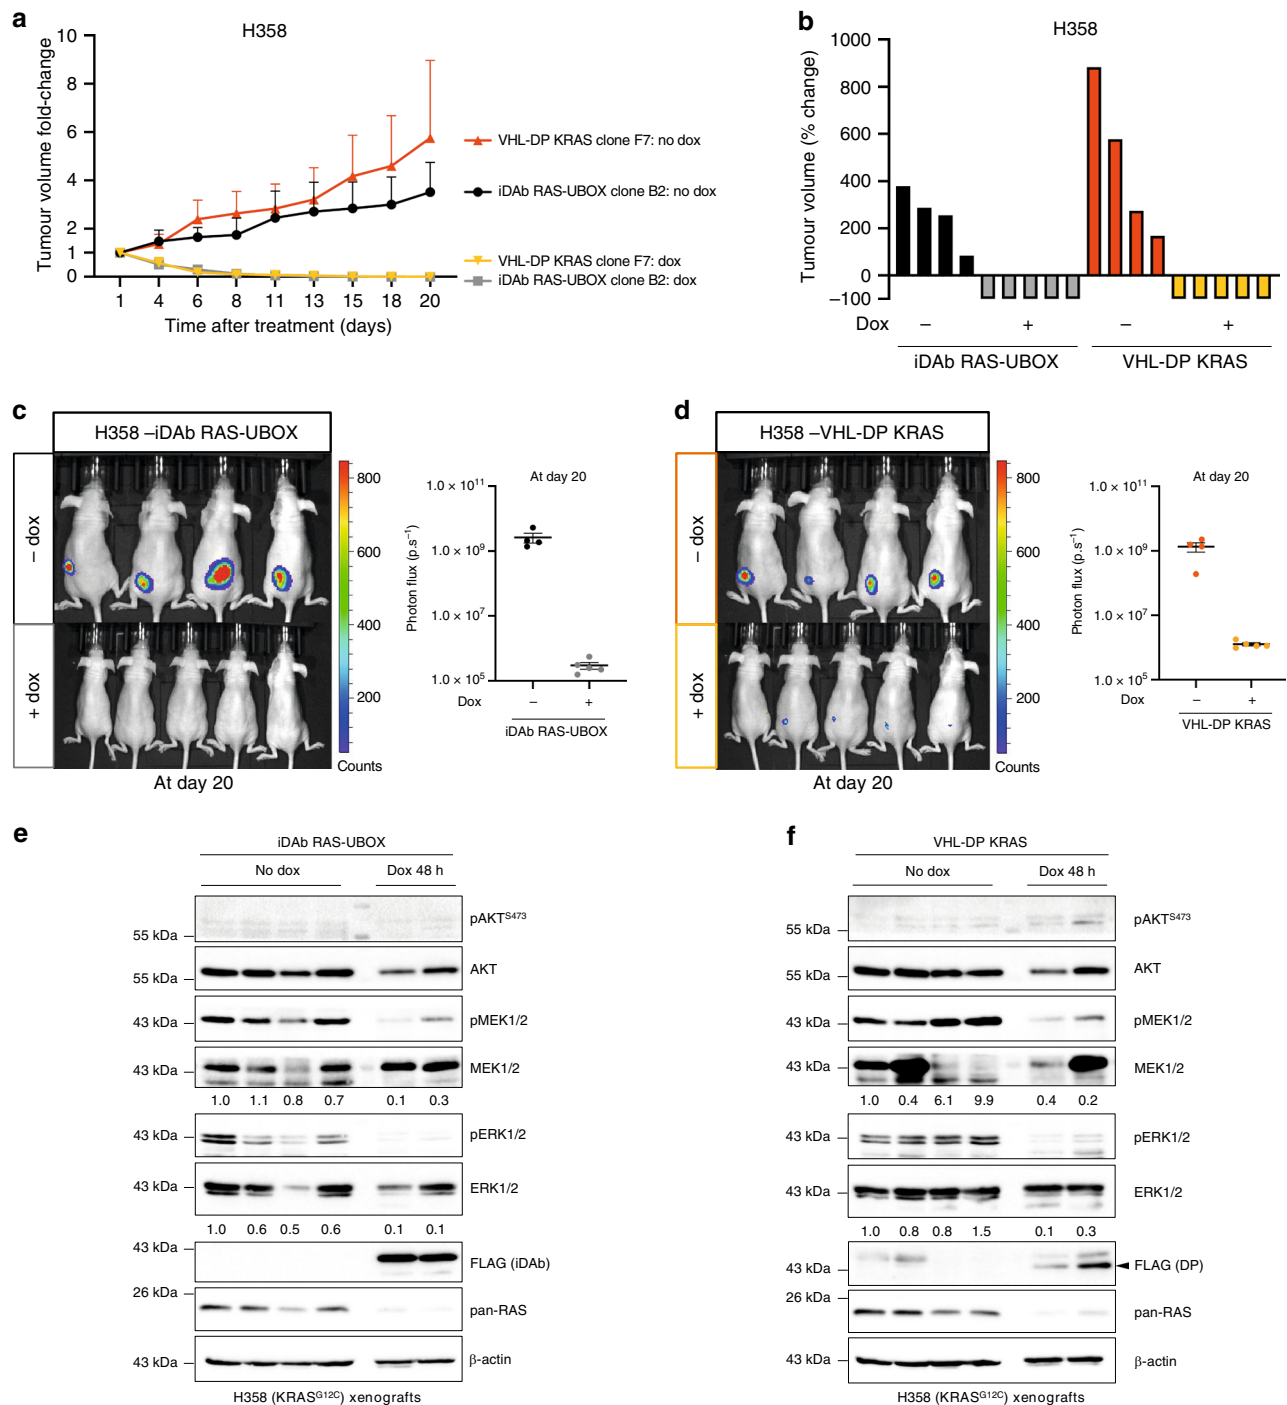 a
H358
Tumour volume fold-change
10
8
6
4
2
1
0
1 4 6 8 11 13 15 18 20
Time after treatment (days)
VHL-DP KRAS clone F7: no dox
iDAb RAS-UBOX clone B2: no dox
VHL-DP KRAS clone F7: dox
iDAb RAS-UBOX clone B2: dox
b
H358
Tumour volume (% change)
1000
800
600
400
200
0
−100
Dox − + − +
iDAb RAS-UBOX VHL-DP KRAS
c
H358 –iDAb RAS-UBOX
− dox
+ dox
800
600
400
200
Counts
At day 20
At day 20
Photon flux (p.s⁻¹)
1.0 × 10¹¹
1.0 × 10⁹
1.0 × 10⁷
1.0 × 10⁵
Dox − +
iDAb RAS-UBOX
d
H358 –VHL-DP KRAS
− dox
+ dox
800
600
400
200
Counts
At day 20
At day 20
Photon flux (p.s⁻¹)
1.0 × 10¹¹
1.0 × 10⁹
1.0 × 10⁷
1.0 × 10⁵
Dox − +
VHL-DP KRAS
e
iDAb RAS-UBOX
No dox Dox 48 h
55 kDa pAKTS473
55 kDa AKT
43 kDa pMEK1/2
43 kDa MEK1/2
1.0 1.1 0.8 0.7 0.1 0.3
43 kDa pERK1/2
43 kDa ERK1/2
1.0 0.6 0.5 0.6 0.1 0.1
43 kDa FLAG (iDAb)
26 kDa
pan-RAS
43 kDa β-actin
H358 (KRASG12C) xenografts
f
VHL-DP KRAS
No dox Dox 48 h
55 kDa pAKTS473
55 kDa AKT
43 kDa pMEK1/2
43 kDa MEK1/2
1.0 0.4 6.1 9.9 0.4 0.2
43 kDa pERK1/2
43 kDa ERK1/2
1.0 0.8 0.8 1.5 0.1 0.3
43 kDa FLAG (DP)
26 kDa
pan-RAS
43 kDa β-actin
H358 (KRASG12C) xenografts